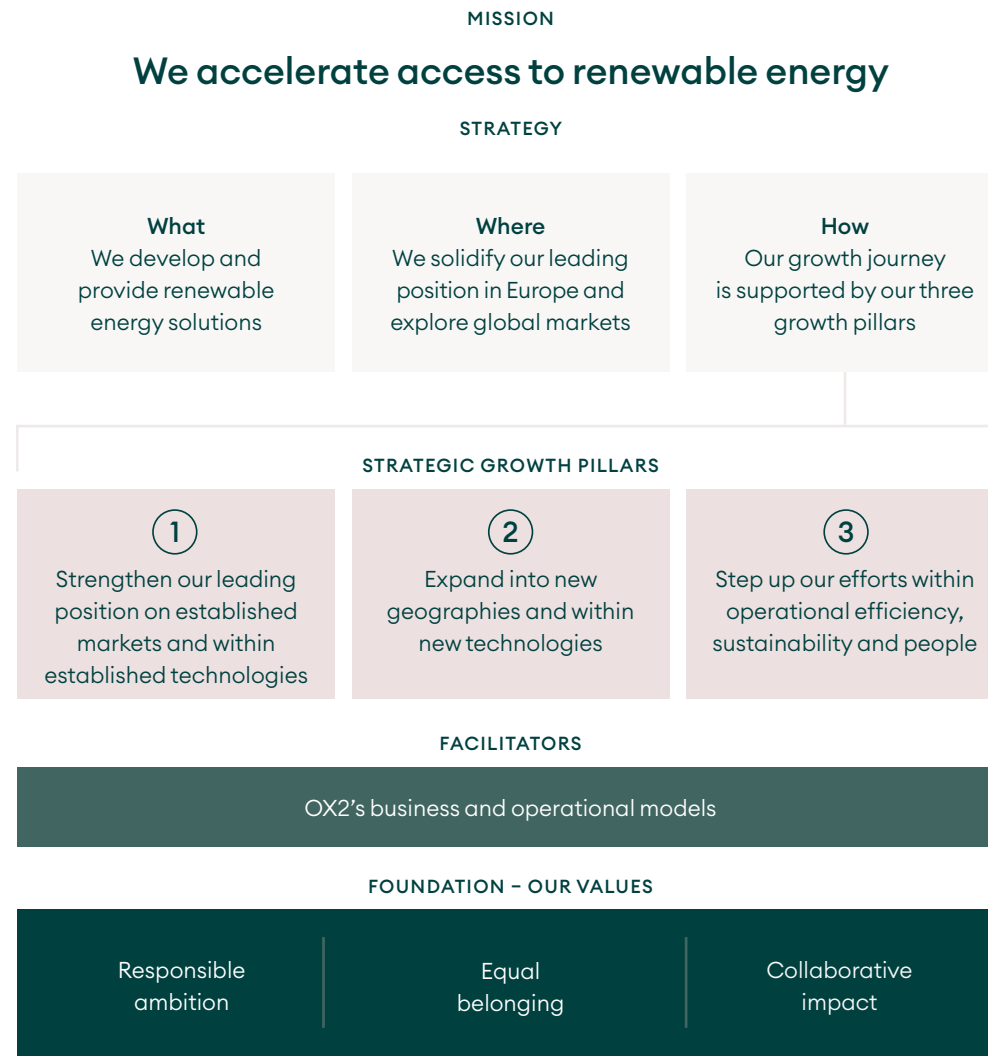 MISSION
We accelerate access to renewable energy
STRATEGY
What
We develop and
provide renewable
energy solutions
Where
We solidify our leading
position in Europe and
explore global markets
How
Our growth journey
is supported by our three
growth pillars
STRATEGIC GROWTH PILLARS
1
Strengthen our leading
position on established
markets and within
established technologies
2
Expand into new
geographies and within
new technologies
3
Step up our efforts within
operational efficiency,
sustainability and people
FACILITATORS
OX2’s business and operational models
FOUNDATION – OUR VALUES
Responsible
ambition
Equal
belonging
Collaborative
impact